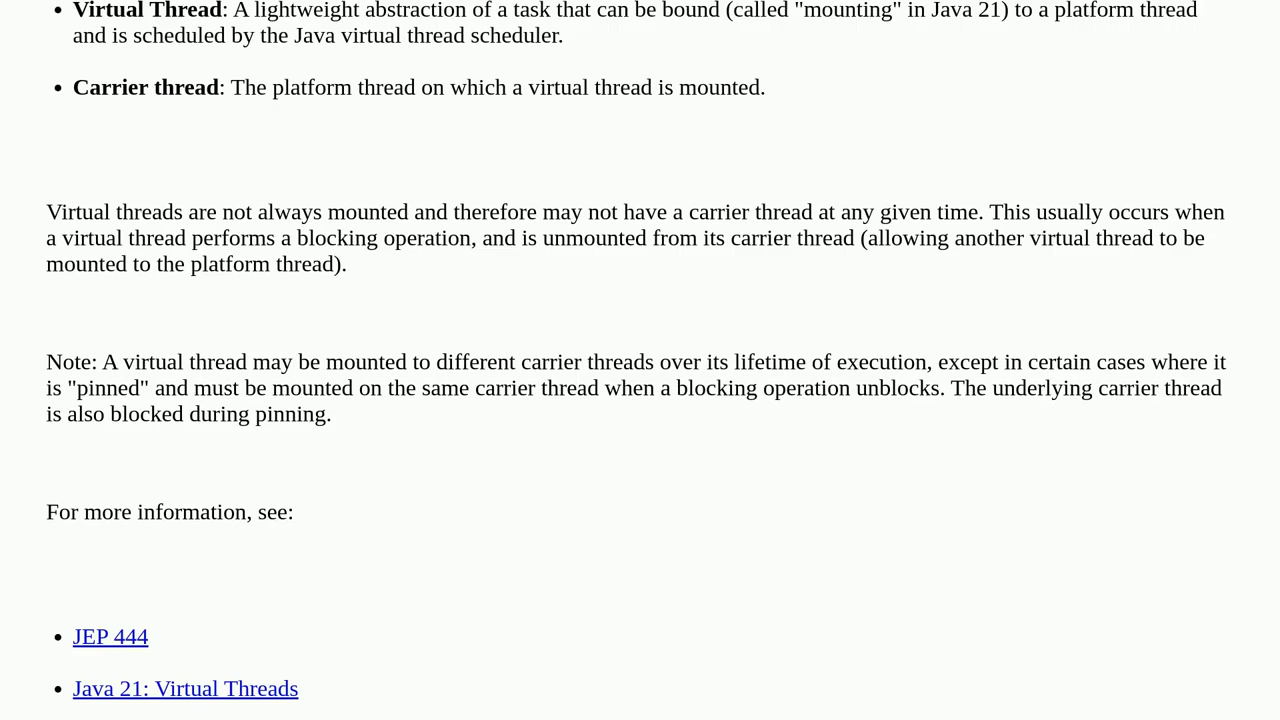 • Virtual Thread: A lightweight abstraction of a task that can be bound (called "mounting" in Java 21) to a platform thread
and is scheduled by the Java virtual thread scheduler.
• Carrier thread: The platform thread on which a virtual thread is mounted.
Virtual threads are not always mounted and therefore may not have a carrier thread at any given time. This usually occurs when
a virtual thread performs a blocking operation, and is unmounted from its carrier thread (allowing another virtual thread to be
mounted to the platform thread).
Note: A virtual thread may be mounted to different carrier threads over its lifetime of execution, except in certain cases where it
is "pinned" and must be mounted on the same carrier thread when a blocking operation unblocks. The underlying carrier thread
is also blocked during pinning.
For more information, see:
• JEP 444
• Java 21: Virtual Threads